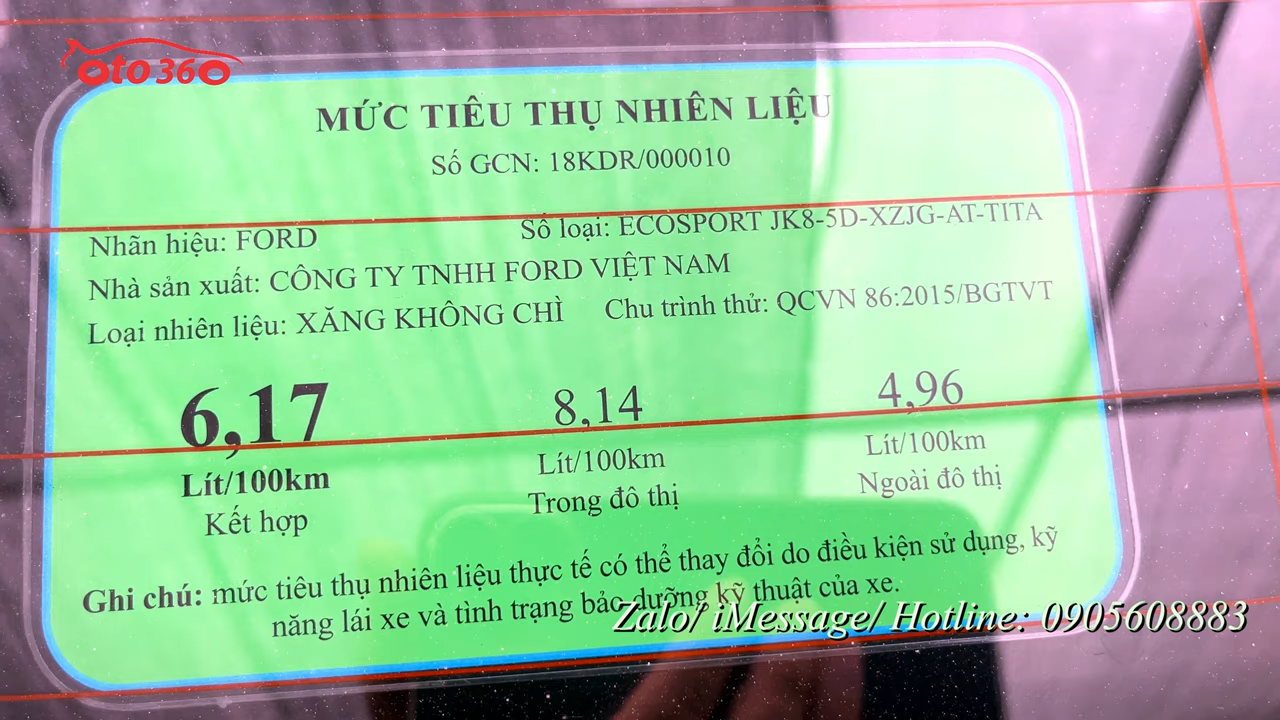 oto360
MỨC TIÊU THỤ NHIÊN LIỆU
Số GCN: 18KDR/000010
Nhãn hiệu: FORD Số loại: ECOSPORT JK8-5D-XZJG-AT-TITA
Nhà sản xuất: CÔNG TY TNHH FORD VIỆT NAM
Loại nhiên liệu: XĂNG KHÔNG CHÌ Chu trình thử: QCVN 86:2015/BGTVT
6,17 8,14 4,96
Lít/100km Lít/100km Lít/100km
Kết hợp Trong đô thị Ngoài đô thị
Ghi chú: mức tiêu thụ nhiên liệu thực tế có thể thay đổi do điều kiện sử dụng, kỹ
năng lái xe và tình trạng bảo dưỡng kỹ thuật của xe.
Zalo/ iMessage/ Hotline: 0905608883